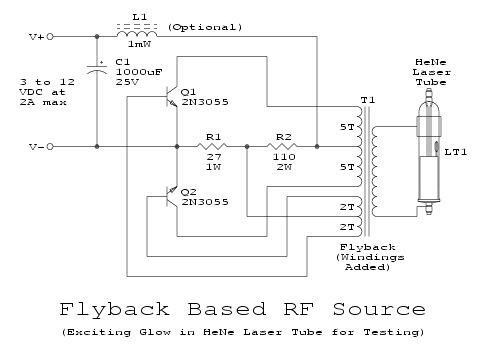 L1
(Optional)
V+
1mW
HeNe
Laser
Tube
C1
1000uF
25V
+
3 to 12
VDC at
2A max
Q1
2N3055
T1
5T
R1
R2
LT1
V-
27
1W
110
2W
5T
Q2
2N3055
2T
2T
Flyback
(Windings
Added)
Flyback Based RF Source
(Exciting Glow in HeNe Laser Tube for Testing)